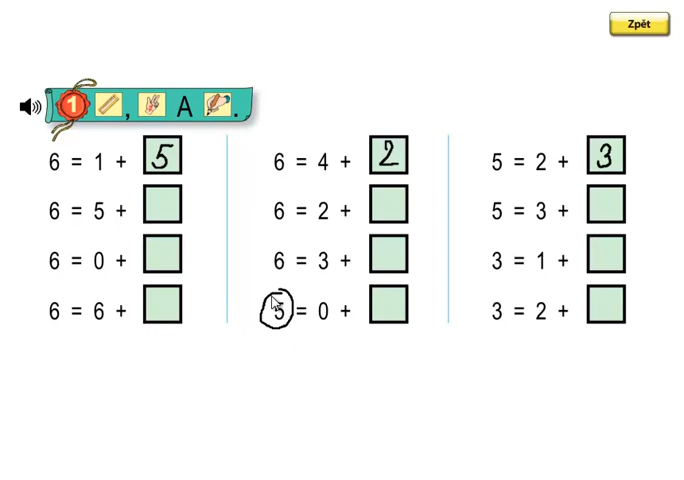 Zpět
1 , A .
6 = 1 + 5
6 = 5 +
6 = 0 +
6 = 6 +
6 = 4 + 2
6 = 2 +
6 = 3 +
5 = 0 +
5 = 2 + 3
5 = 3 +
3 = 1 +
3 = 2 +